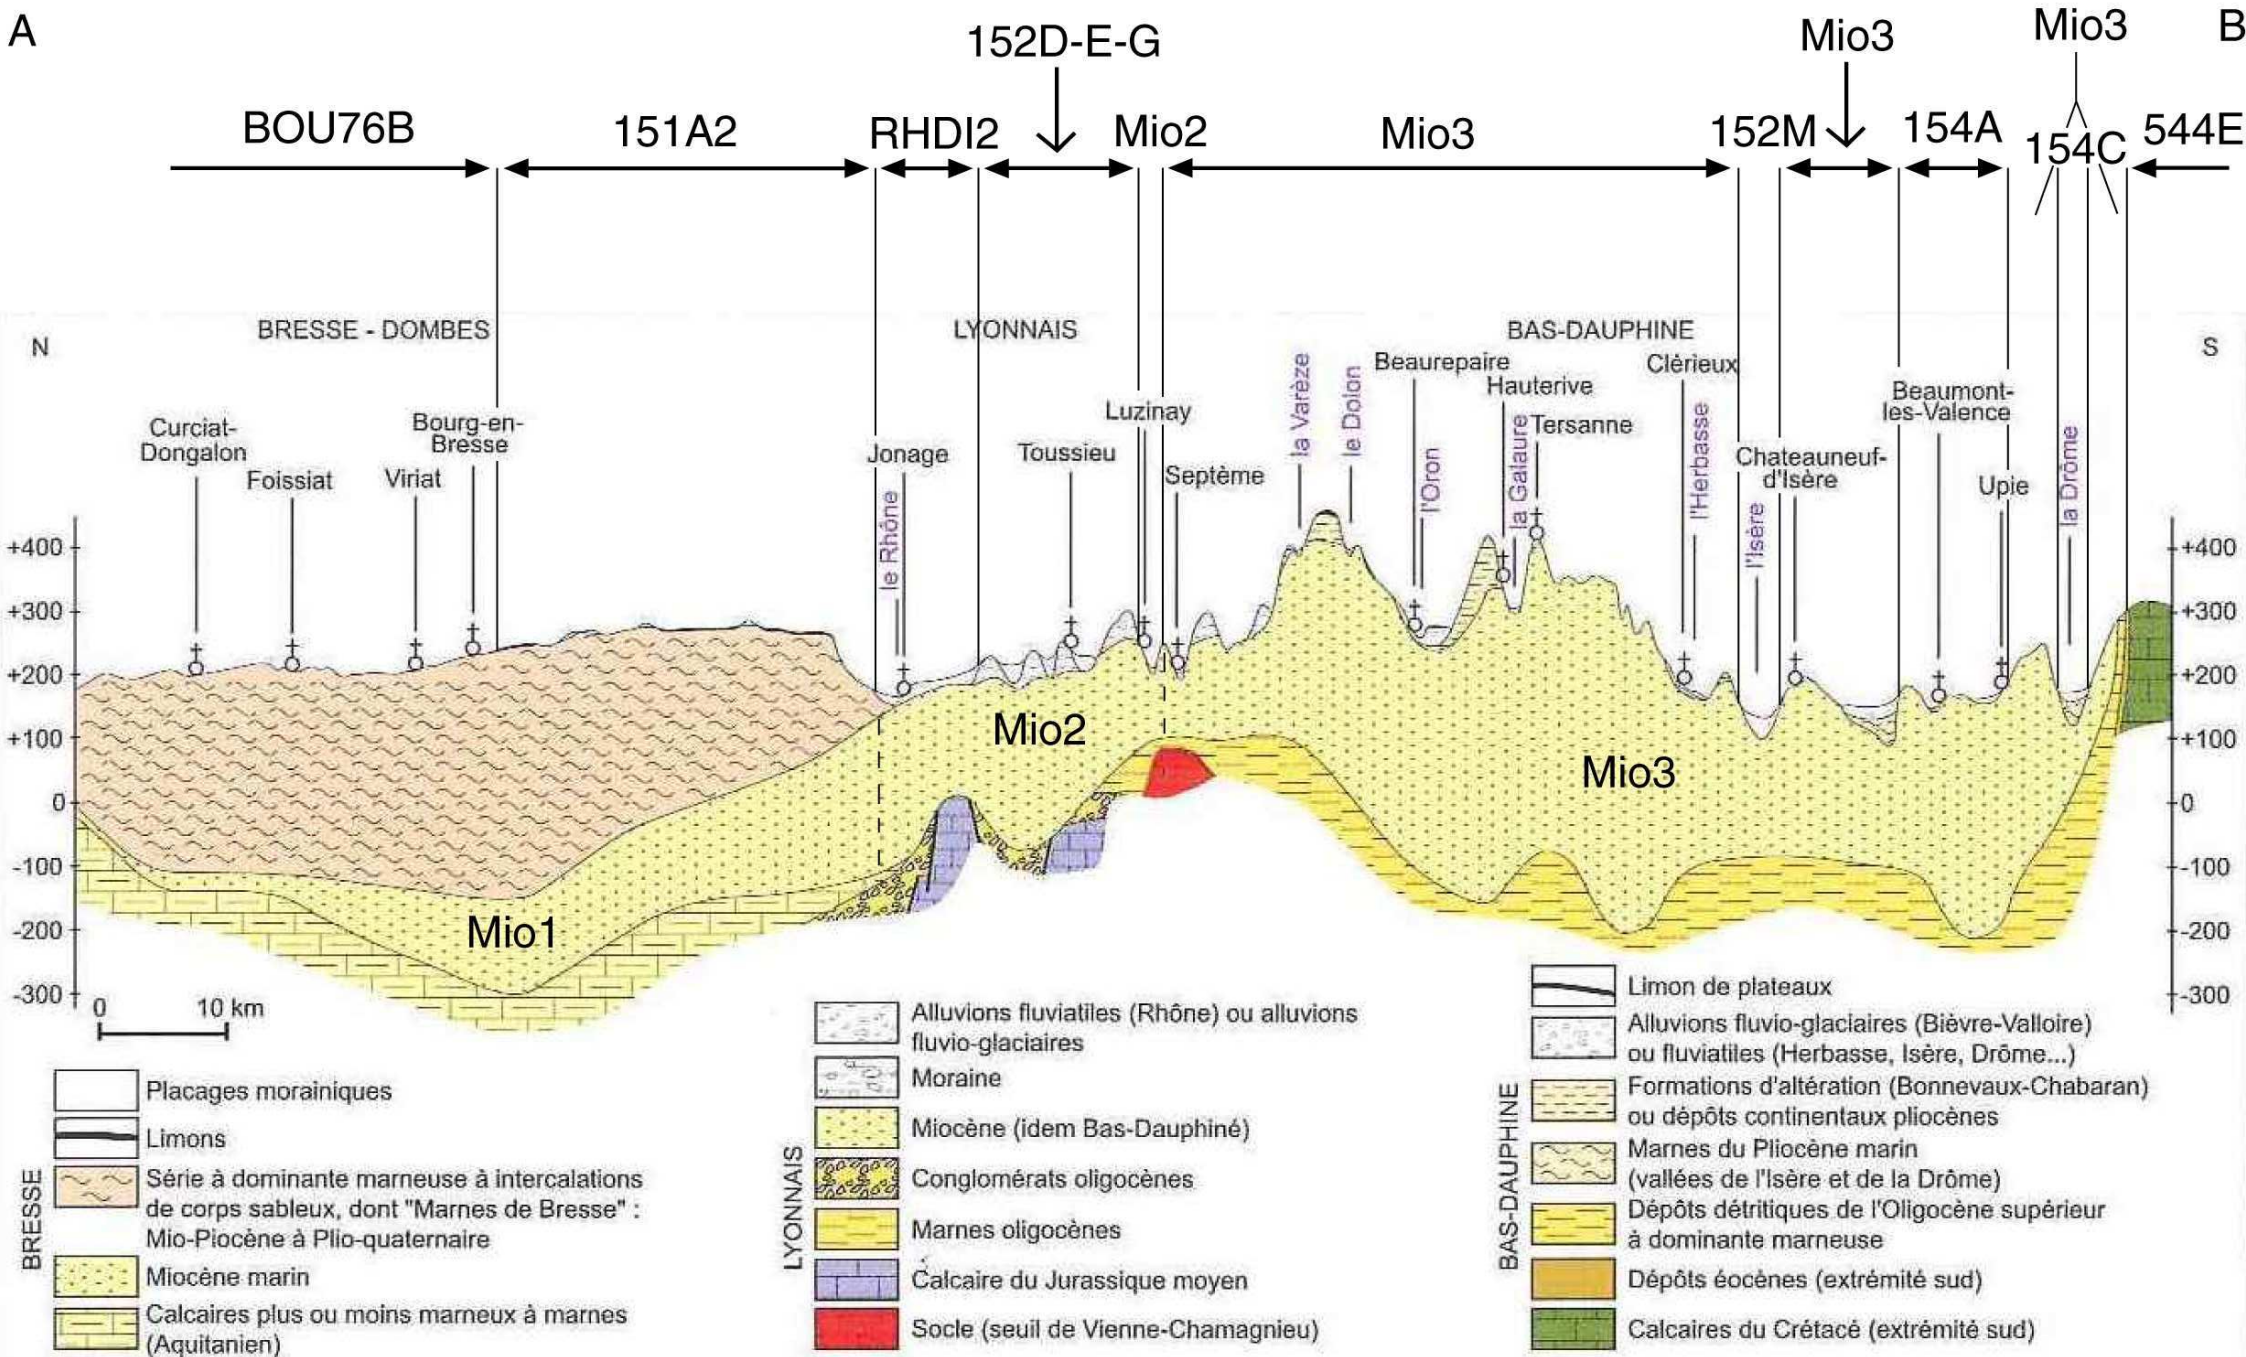 A
152D-E-G
Mio3
Mio3
B
BOU76B
151A2
RHDI2
Mio2
Mio3
152M
154A
154C
544E
N
BRESSE - DOMBES
LYONNAIS
BAS-DAUPHINE
S
Curciat-
Dongalon
Foissiat
Viriat
Bourg-en-
Bresse
le Rhône
Jonage
Toussieu
Luzinay
Septème
la Varèze
le Dolon
Beaurepaire
l'Oron
Hauterive
la Galaure
Tersanne
Clérieux
l'Herbasse
l'Isère
Chateauneuf-
d'Isère
Beaumont-
les-Valence
Upie
la Drôme
+400
+300
+200
+100
0
-100
-200
-300
+400
+300
+200
+100
0
-100
-200
-300
Mio1
Mio2
Mio3
0 10 km
BRESSE
Placages morainiques
Limons
Série à dominante marneuse à intercalations
de corps sableux, dont "Marnes de Bresse" :
Mio-Piocène à Plio-quaternaire
Miocène marin
Calcaires plus ou moins marneux à marnes
(Aquitanien)
LYONNAIS
Alluvions fluviatiles (Rhône) ou alluvions
fluvio-glaciaires
Moraine
Miocène (idem Bas-Dauphiné)
Conglomérats oligocènes
Marnes oligocènes
Calcaire du Jurassique moyen
Socle (seuil de Vienne-Chamagnieu)
BAS-DAUPHINE
Limon de plateaux
Alluvions fluvio-glaciaires (Bièvre-Valloire)
ou fluviatiles (Herbasse, Isère, Drôme...)
Formations d'altération (Bonnevaux-Chabaran)
ou dépôts continentaux pliocènes
Marnes du Pliocène marin
(vallées de l'Isère et de la Drôme)
Dépôts détritiques de l'Oligocène supérieur
à dominante marneuse
Dépôts éocènes (extrémité sud)
Calcaires du Crétacé (extrémité sud)